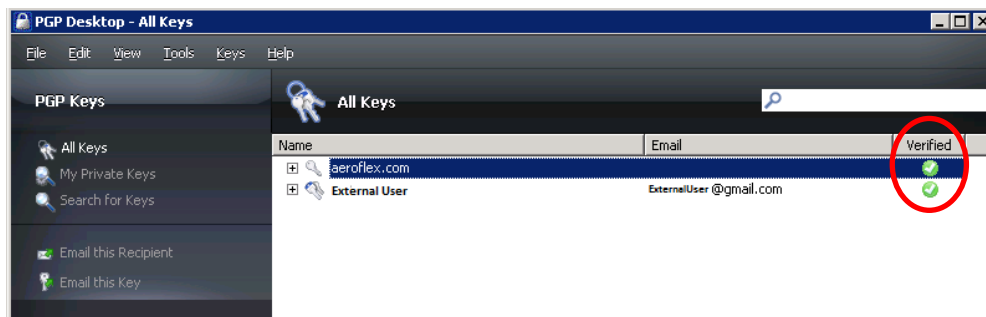 PGP Desktop - All Keys
File Edit View Tools Keys Help
PGP Keys
All Keys
All Keys
My Private Keys
Search for Keys
Email this Recipient
Email this Key
Name Email Verified
aeroflex.com
External User ExternalUser @gmail.com